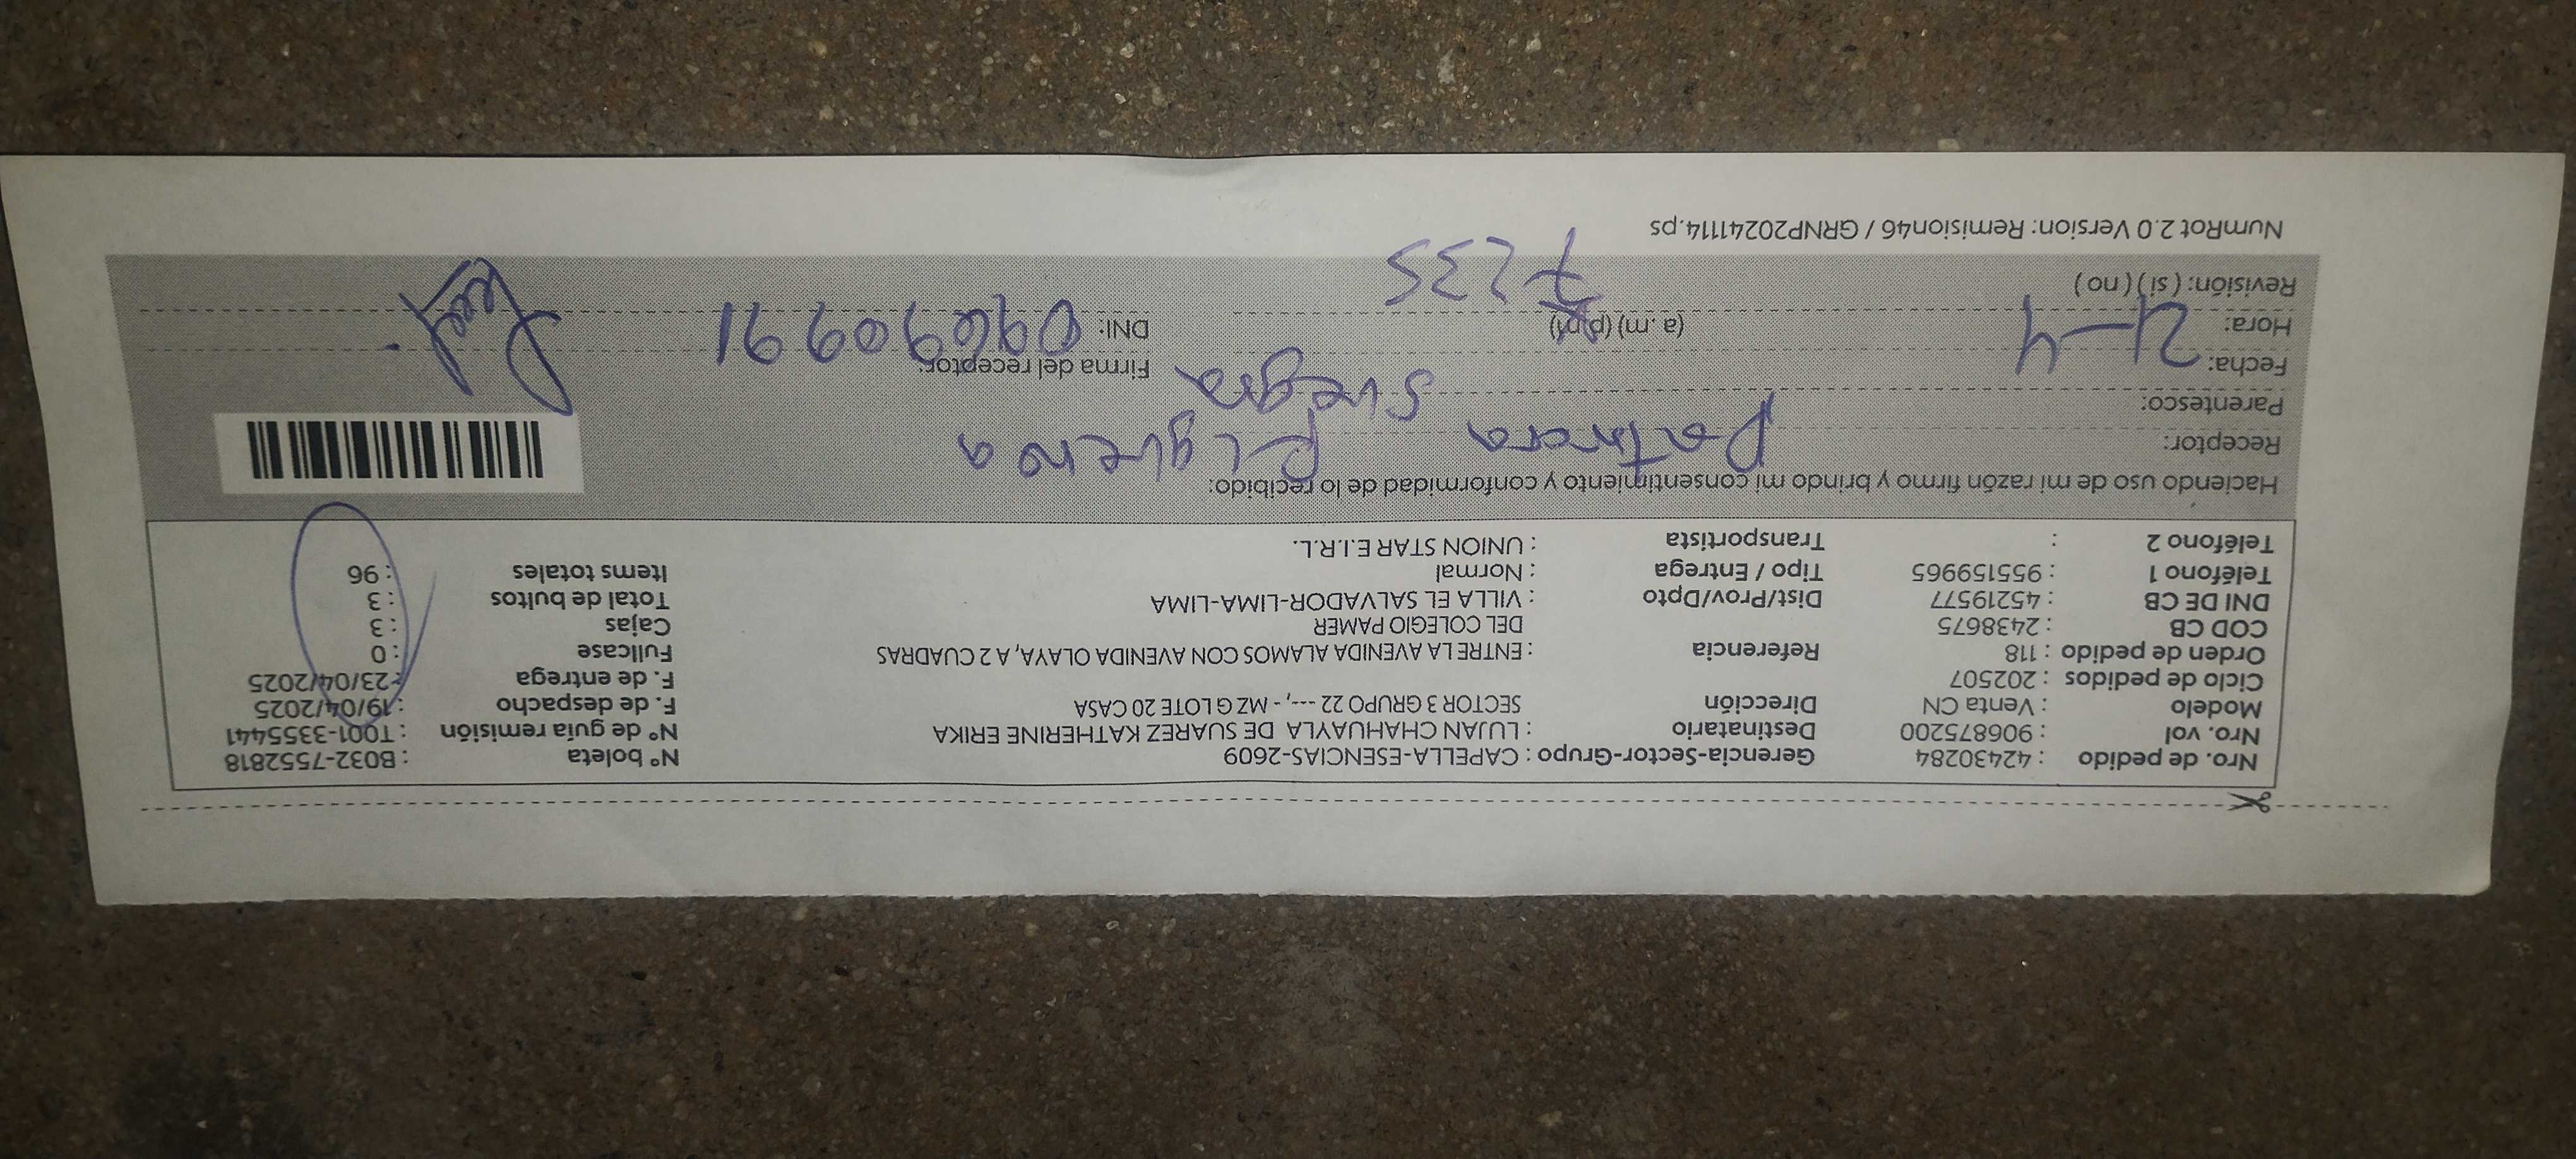 Nro. de pedido : 42430284 Gerencia-Sector-Grupo : CAPELLA-ESENCIAS-2609 N° boleta : B032-7552818
Nro. vol : 906875200 Destinatario : LUJAN CHAHUAYLA DE SUAREZ KATHERINE ERIKA N° de guía remisión : T001-3355441
Modelo : Venta CN Dirección SECTOR 3 GRUPO 22 ---, - MZ G LOTE 20 CASA F. de despacho : 19/04/2025
Ciclo de pedidos : 202507 F. de entrega : 23/04/2025
Orden de pedido : 118 Referencia : ENTRE LA AVENIDA ALAMOS CON AVENIDA OLAYA, A 2 CUADRAS Fullcase : 0
COD CB : 2438675 DEL COLEGIO PAMER Cajas : 3
DNI DE CB : 45219577 Dist/Prov/Dpto : VILLA EL SALVADOR-LIMA-LIMA Total de bultos : 3
Teléfono 1 : 955159965 Tipo / Entrega : Normal Items totales : 96
Teléfono 2 : Transportista : UNION STAR E.I.R.L.
Haciendo uso de mi razón firmo y brindo mi consentimiento y conformidad de lo recibido:
Receptor:
Parentesco: Suegra
Fecha: 21-4 Firma del receptor:
Hora: (a.m) (p.m) DNI: 09690991
Revisión: (si) (no) 7 235
NumRot 2.0 Version: Remision46 / GRNP20241114.ps